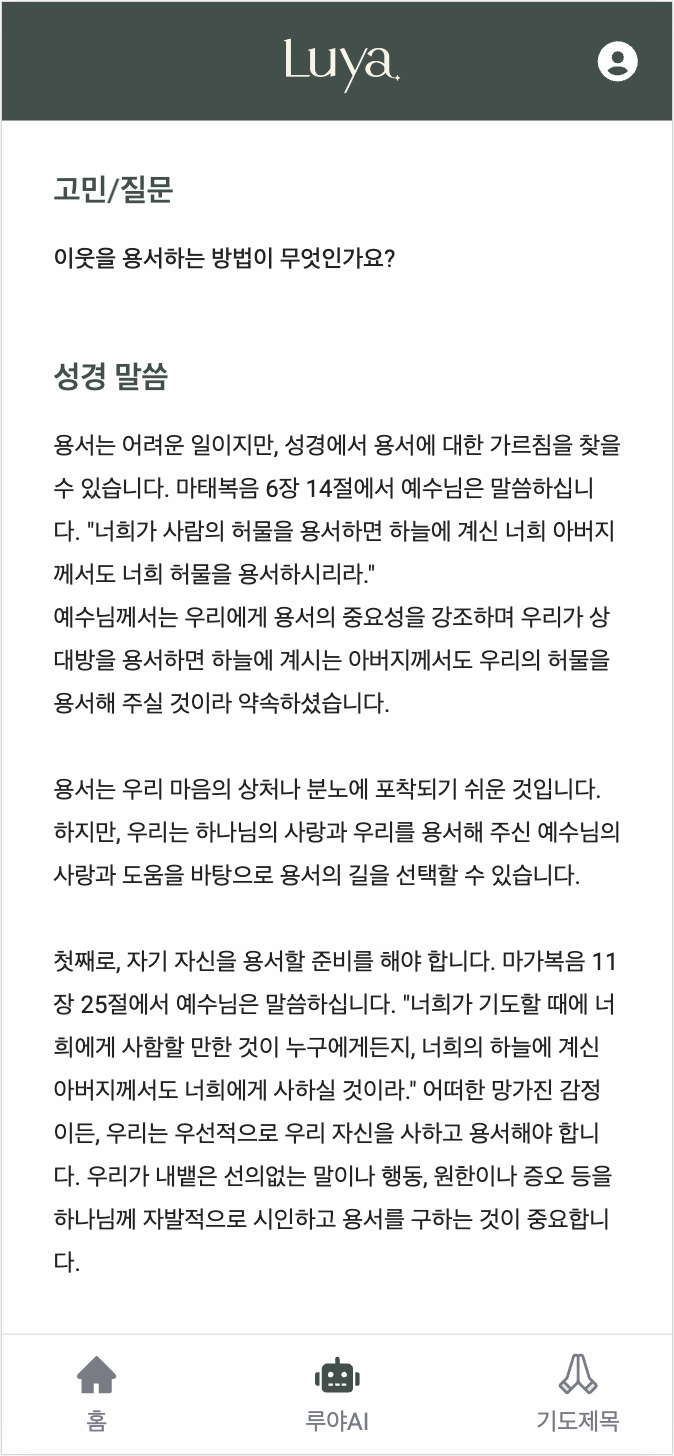 Luya
고민/질문
이웃을 용서하는 방법이 무엇인가요?
성경 말씀
용서는 어려운 일이지만, 성경에서 용서에 대한 가르침을 찾을
수 있습니다. 마태복음 6장 14절에서 예수님은 말씀하십니
다. "너희가 사람의 허물을 용서하면 하늘에 계신 너희 아버지
께서도 너희 허물을 용서하시리라."
예수님께서는 우리에게 용서의 중요성을 강조하며 우리가 상
대방을 용서하면 하늘에 계시는 아버지께서도 우리의 허물을
용서해 주실 것이라 약속하셨습니다.
용서는 우리 마음의 상처나 분노에 포착되기 쉬운 것입니다.
하지만, 우리는 하나님의 사랑과 우리를 용서해 주신 예수님의
사랑과 도움을 바탕으로 용서의 길을 선택할 수 있습니다.
첫째로, 자기 자신을 용서할 준비를 해야 합니다. 마가복음 11
장 25절에서 예수님은 말씀하십니다. "너희가 기도할 때에 너
희에게 사함할 만한 것이 누구에게든지, 너희의 하늘에 계신
아버지께서도 너희에게 사하실 것이라." 어떠한 망가진 감정
이든, 우리는 우선적으로 우리 자신을 사하고 용서해야 합니
다. 우리가 내뱉은 선의없는 말이나 행동, 원한이나 증오 등을
하나님께 자발적으로 시인하고 용서를 구하는 것이 중요합니
다.
홈
루야AI
기도제목